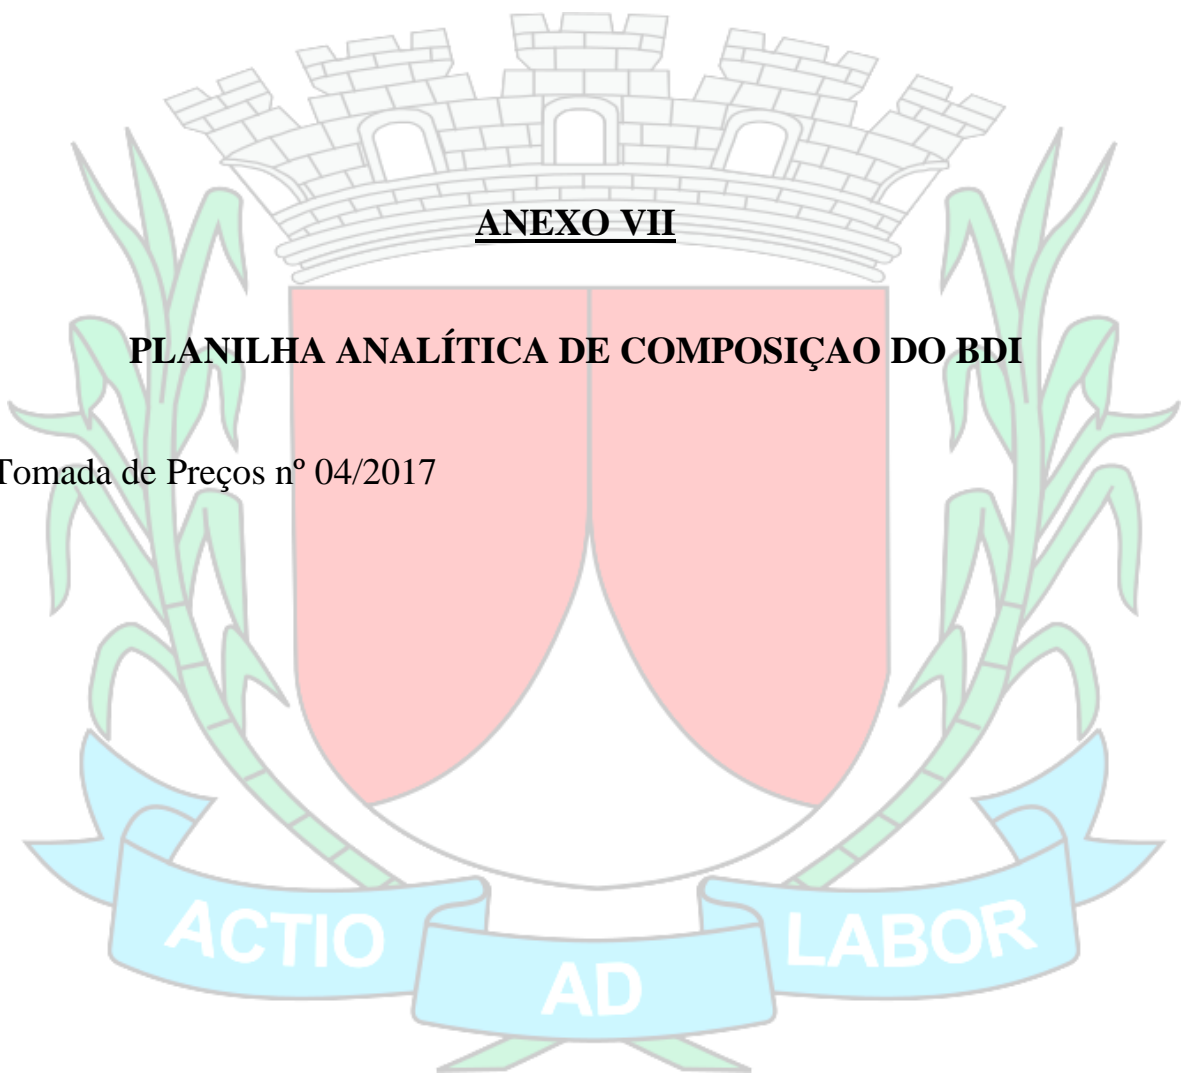 ANEXO VII
PLANILHA ANALÍTICA DE COMPOSIÇAO DO BDI
Tomada de Preços nº 04/2017
ACTIO
AD
LABOR